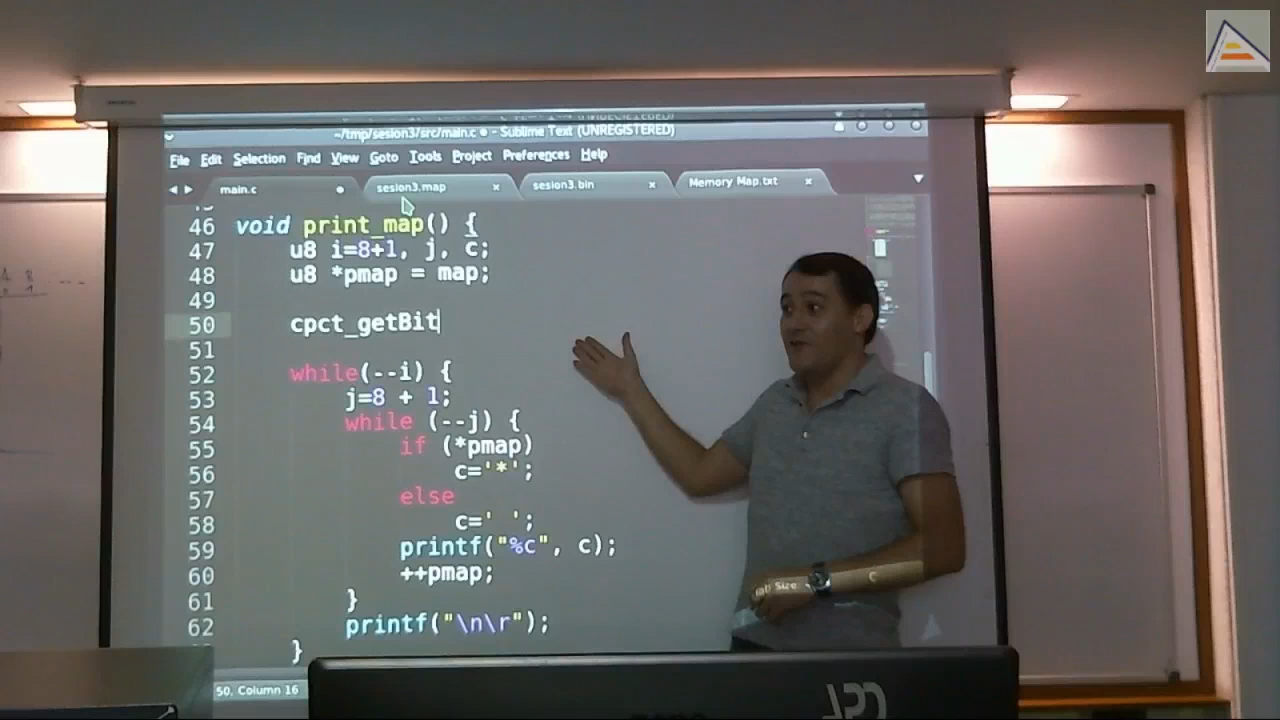 ~/tmp/sesion3/src/main.c • - Sublime Text (UNREGISTERED)
File Edit Selection Find View Goto Tools Project Preferences Help
main.c sesion3.map sesion3.bin Memory Map.txt
46 void print_map() {
47 u8 i=8+1, j, c;
48 u8 *pmap = map;
49
50 cpct_getBit
51
52 while(--i) {
53 j=8 + 1;
54 while (--j) {
55 if (*pmap)
56 c='*';
57 else
58 c=' ';
59 printf("%c", c);
60 ++pmap;
61 }
62 printf("\n\r");
}
50, Column 16
Size
C